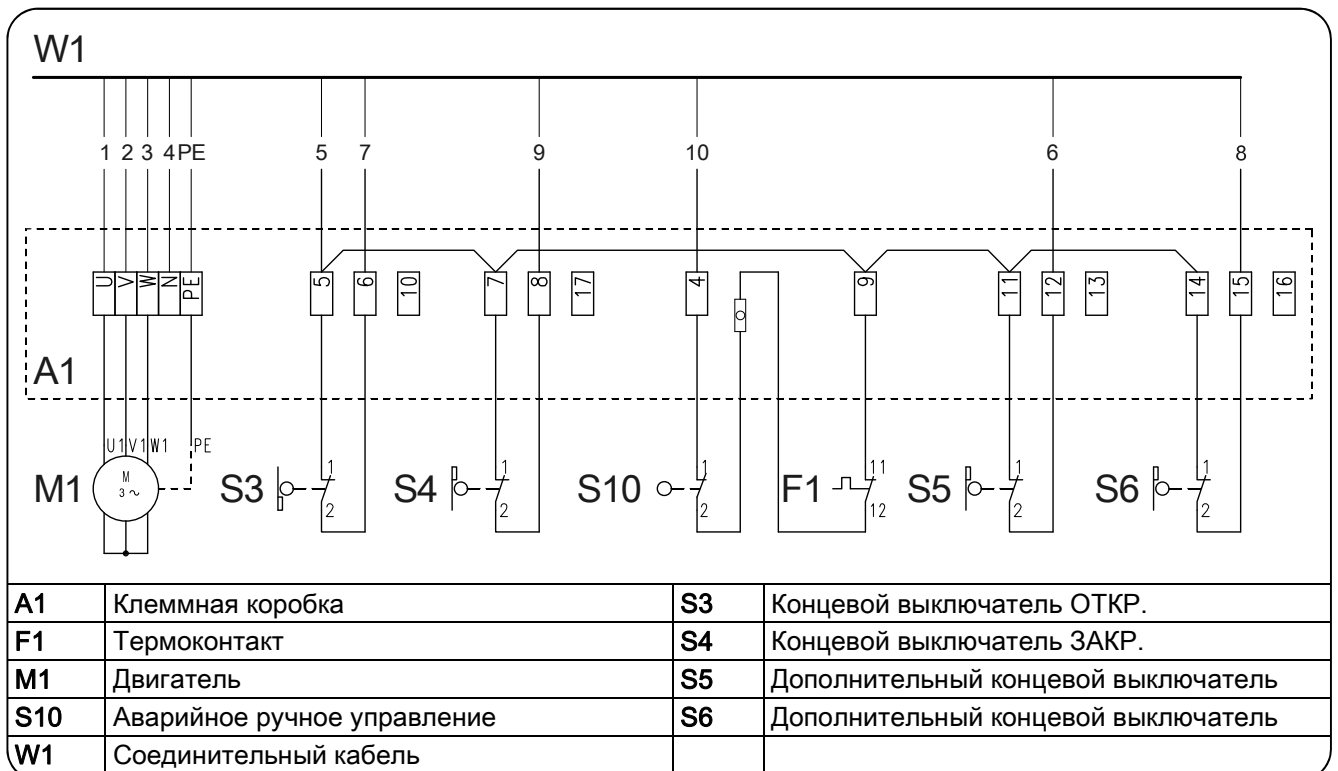 W1
1 2 3 4 PE 5 7 9 10 6 8
U V W N PE 5 6 10 7 8 17 4 9 11 12 13 14 15 16
A1
U1 V1 W1 PE 1 1 1 11 1 1
M1 M 3 ~ S3 S4 S10 F1 S5 S6
2 2 2 12 2 2
A1 Клеммная коробка S3 Концевой выключатель ОТКР.
F1 Термоконтакт S4 Концевой выключатель ЗАКР.
M1 Двигатель S5 Дополнительный концевой выключатель
S10 Аварийное ручное управление S6 Дополнительный концевой выключатель
W1 Соединительный кабель